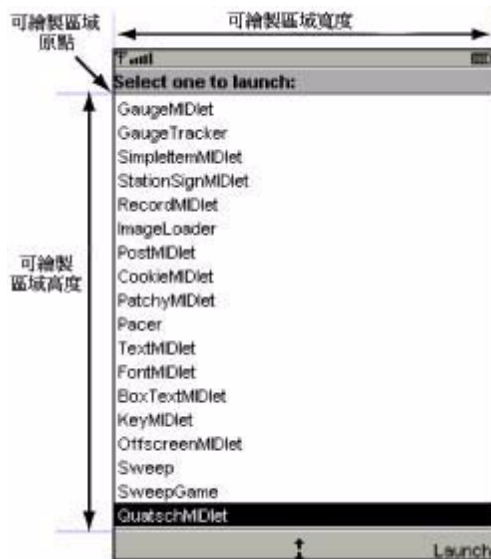 可繪製區域
原點
可繪製區域寬度
Select one to launch:
GaugeMIDlet
GaugeTracker
SimpleItemMIDlet
StationSignMIDlet
RecordMIDlet
ImageLoader
PostMIDlet
CookieMIDlet
PatchyMIDlet
Pacer
TextMIDlet
FontMIDlet
BoxTextMIDlet
KeyMIDlet
OffscreenMIDlet
Sweep
SweepGame
QuatschMIDlet
可繪製
區域高度
Launch